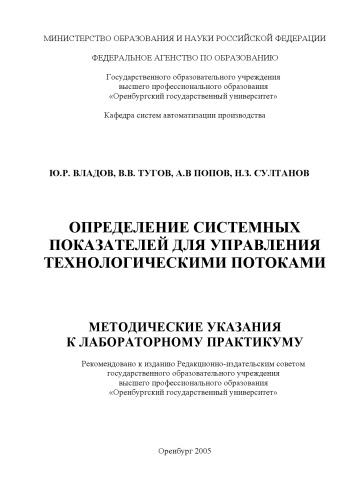 МИНИСТЕРСТВО ОБРАЗОВАНИЯ И НАУКИ РОССИЙСКОЙ ФЕДЕРАЦИИ
ФЕДЕРАЛЬНОЕ АГЕНСТВО ПО ОБРАЗОВАНИЮ
Государственного образовательного учреждения
высшего профессионального образования
«Оренбургский государственный университет»
Кафедра систем автоматизации производства
Ю.Р. ВЛАДОВ, В.В. ТУГОВ, А.В ПОПОВ, Н.З. СУЛТАНОВ
ОПРЕДЕЛЕНИЕ СИСТЕМНЫХ
ПОКАЗАТЕЛЕЙ ДЛЯ УПРАВЛЕНИЯ
ТЕХНОЛОГИЧЕСКИМИ ПОТОКАМИ
МЕТОДИЧЕСКИЕ УКАЗАНИЯ
К ЛАБОРАТОРНОМУ ПРАКТИКУМУ
Рекомендовано к изданию Редакционно-издательским советом
государственного образовательного учреждения
высшего профессионального образования
«Оренбургский государственный университет»
Оренбург 2005